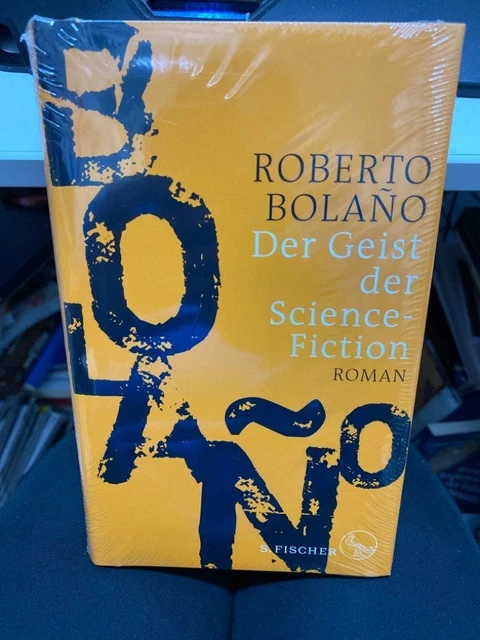 BOLAÑO
ROBERTO
BOLAÑO
Der Geist
der
Science-
Fiction
ROMAN
S. FISCHER